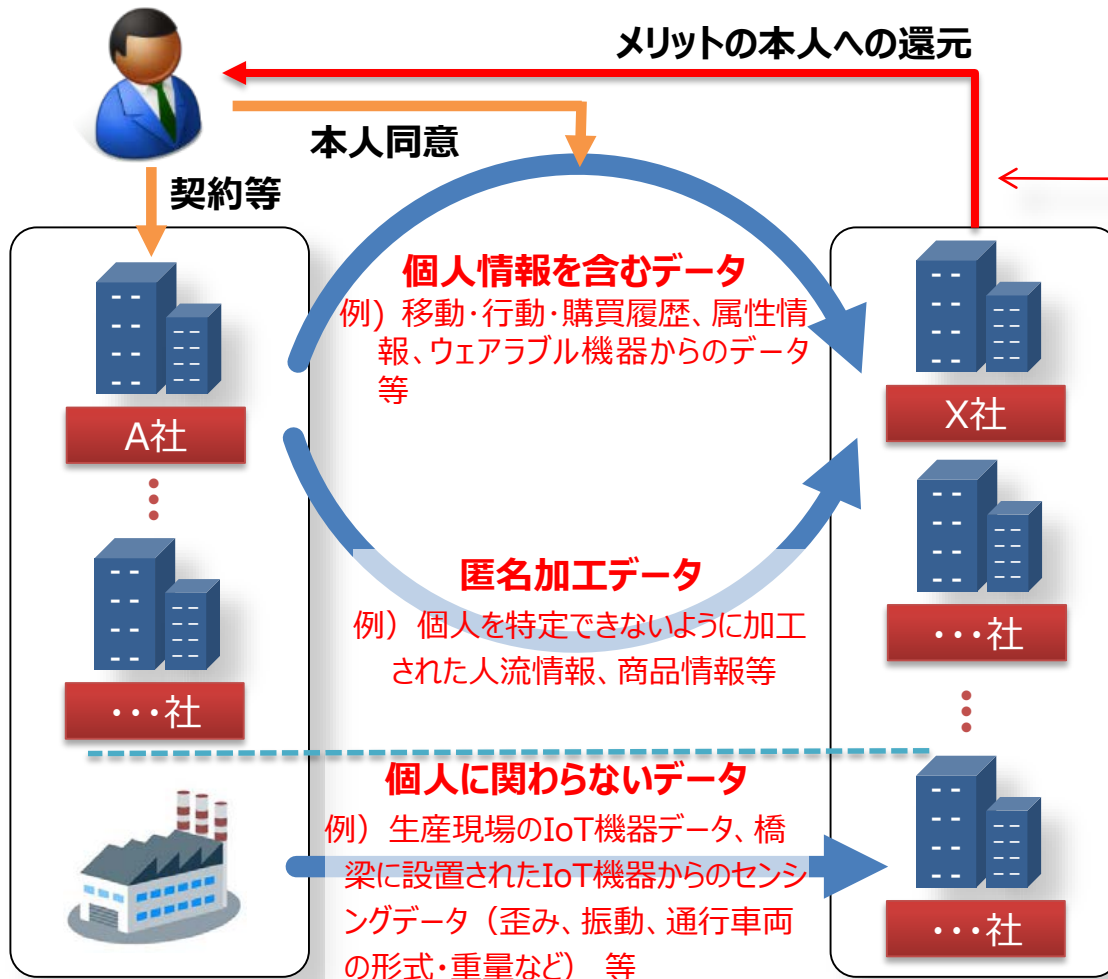 メリットの本人への還元
本人同意
契約等
個人情報を含むデータ
例) 移動・行動・購買履歴、属性情
報、ウェアラブル機器からのデータ
等
A社
X社
匿名加工データ
例) 個人を特定できないように加工
された人流情報、商品情報等
・・・社
・・・社
個人に関わらないデータ
例) 生産現場のIoT機器データ、橋
梁に設置されたIoT機器からのセンシ
ングデータ(歪み、振動、通行車両
の形式・重量など) 等
・・・社